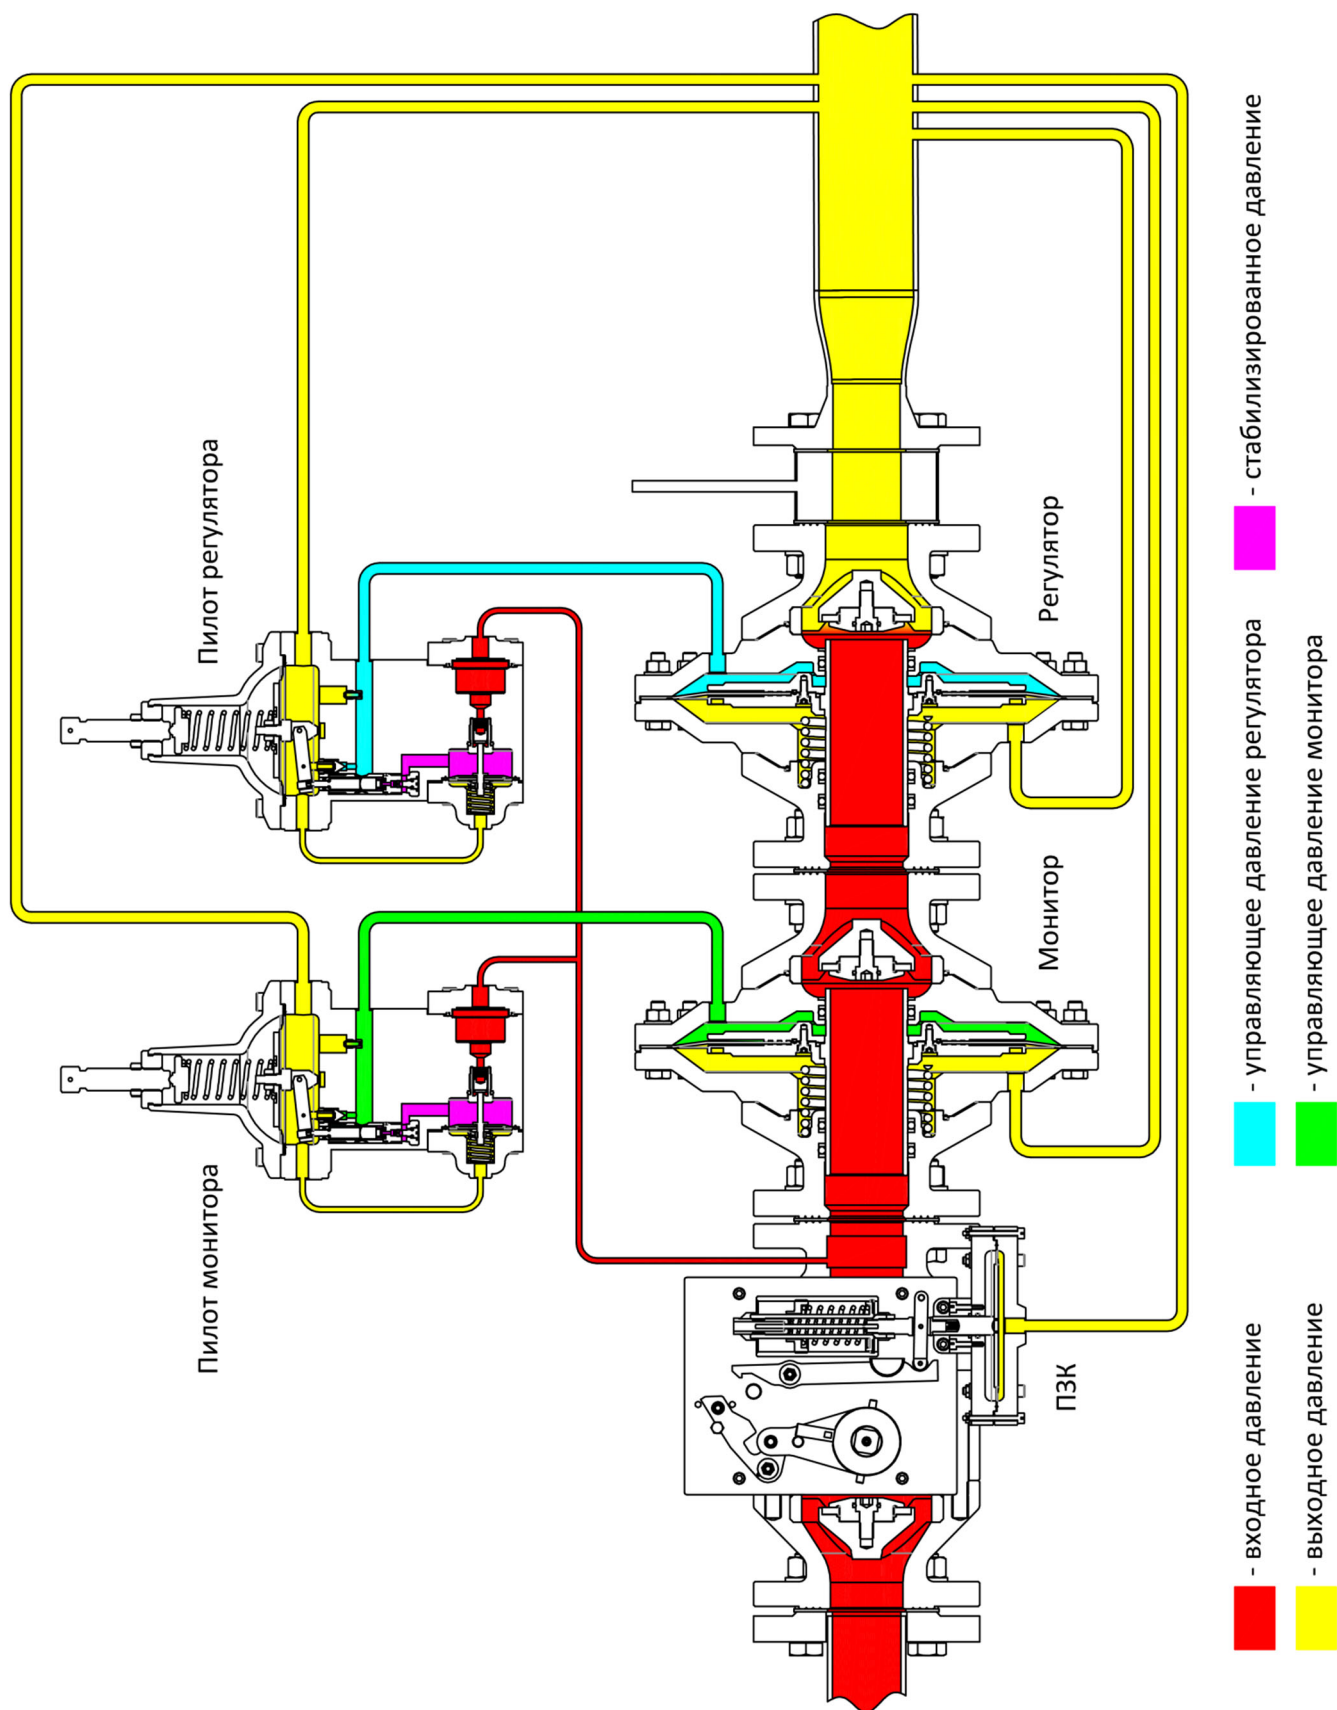 Пилот монитора
Пилот регулятора
ПЗК
Монитор
Регулятор
- входное давление
- выходное давление
- управляющее давление регулятора
- управляющее давление монитора
- стабилизированное давление